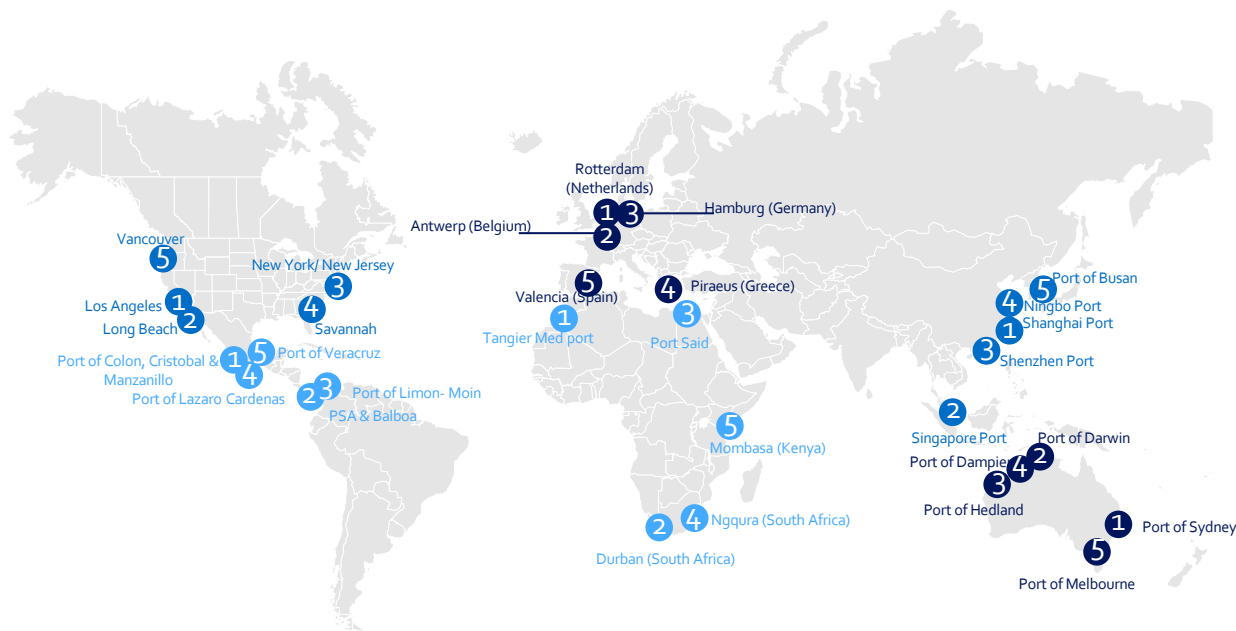 Rotterdam
(Netherlands)
1
3
Hamburg (Germany)
Antwerp (Belgium)
2
Vancouver
5
New York/ New Jersey
3
Los Angeles
1
Long Beach
2
4
Savannah
5
Valencia (Spain)
4
Piraeus (Greece)
1
Tangier Med port
3
Port Said
5
Port of Busan
4
Ningbo Port
1
Shanghai Port
3
Shenzhen Port
Port of Colon, Cristobal &
Manzanillo
1
5
Port of Veracruz
4
Port of Lazaro Cardenas
2
3
Port of Limon- Moin
PSA & Balboa
5
Mombasa (Kenya)
2
Singapore Port
Port of Darwin
2
Port of Dampier
4
3
Port of Hedland
2
4
Ngqura (South Africa)
Durban (South Africa)
1
Port of Sydney
5
Port of Melbourne